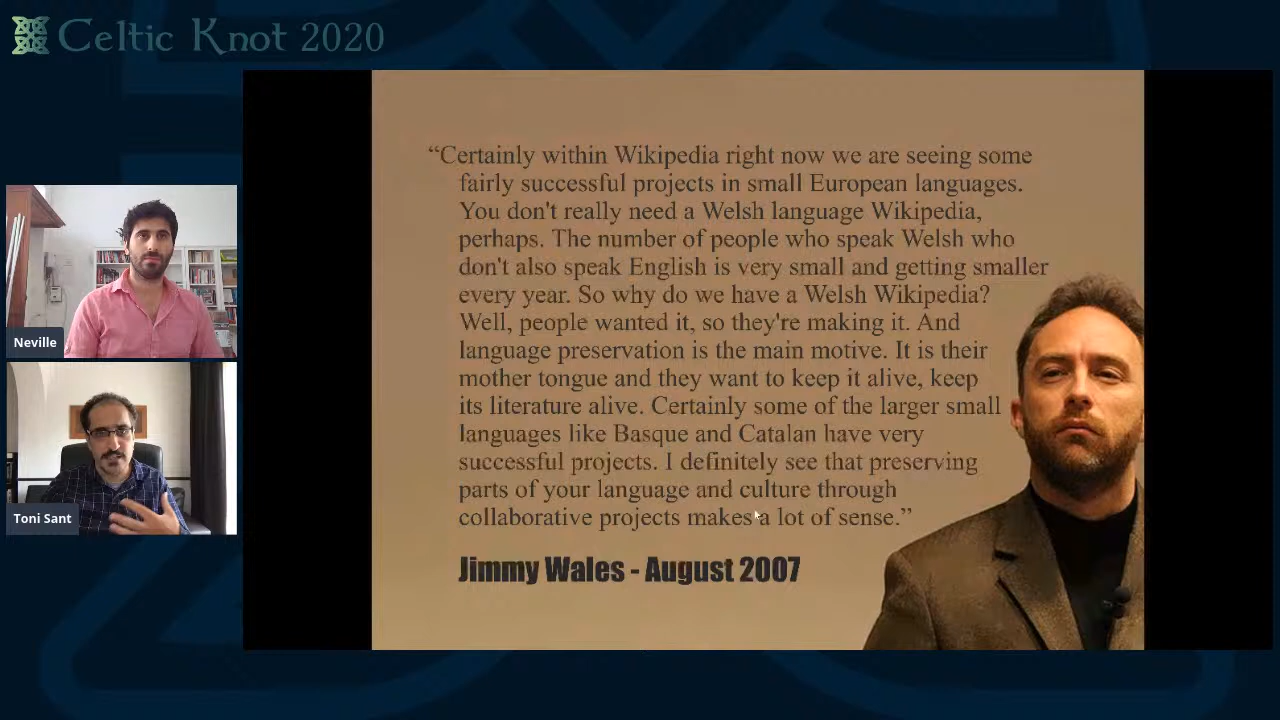 Celtic Knot 2020
“Certainly within Wikipedia right now we are seeing some
fairly successful projects in small European languages.
You don't really need a Welsh language Wikipedia,
perhaps. The number of people who speak Welsh who
don't also speak English is very small and getting smaller
every year. So why do we have a Welsh Wikipedia?
Well, people wanted it, so they're making it. And
language preservation is the main motive. It is their
mother tongue and they want to keep it alive, keep
its literature alive. Certainly some of the larger small
languages like Basque and Catalan have very
successful projects. I definitely see that preserving
parts of your language and culture through
collaborative projects makes a lot of sense.”
Jimmy Wales - August 2007
Neville
Toni Sant